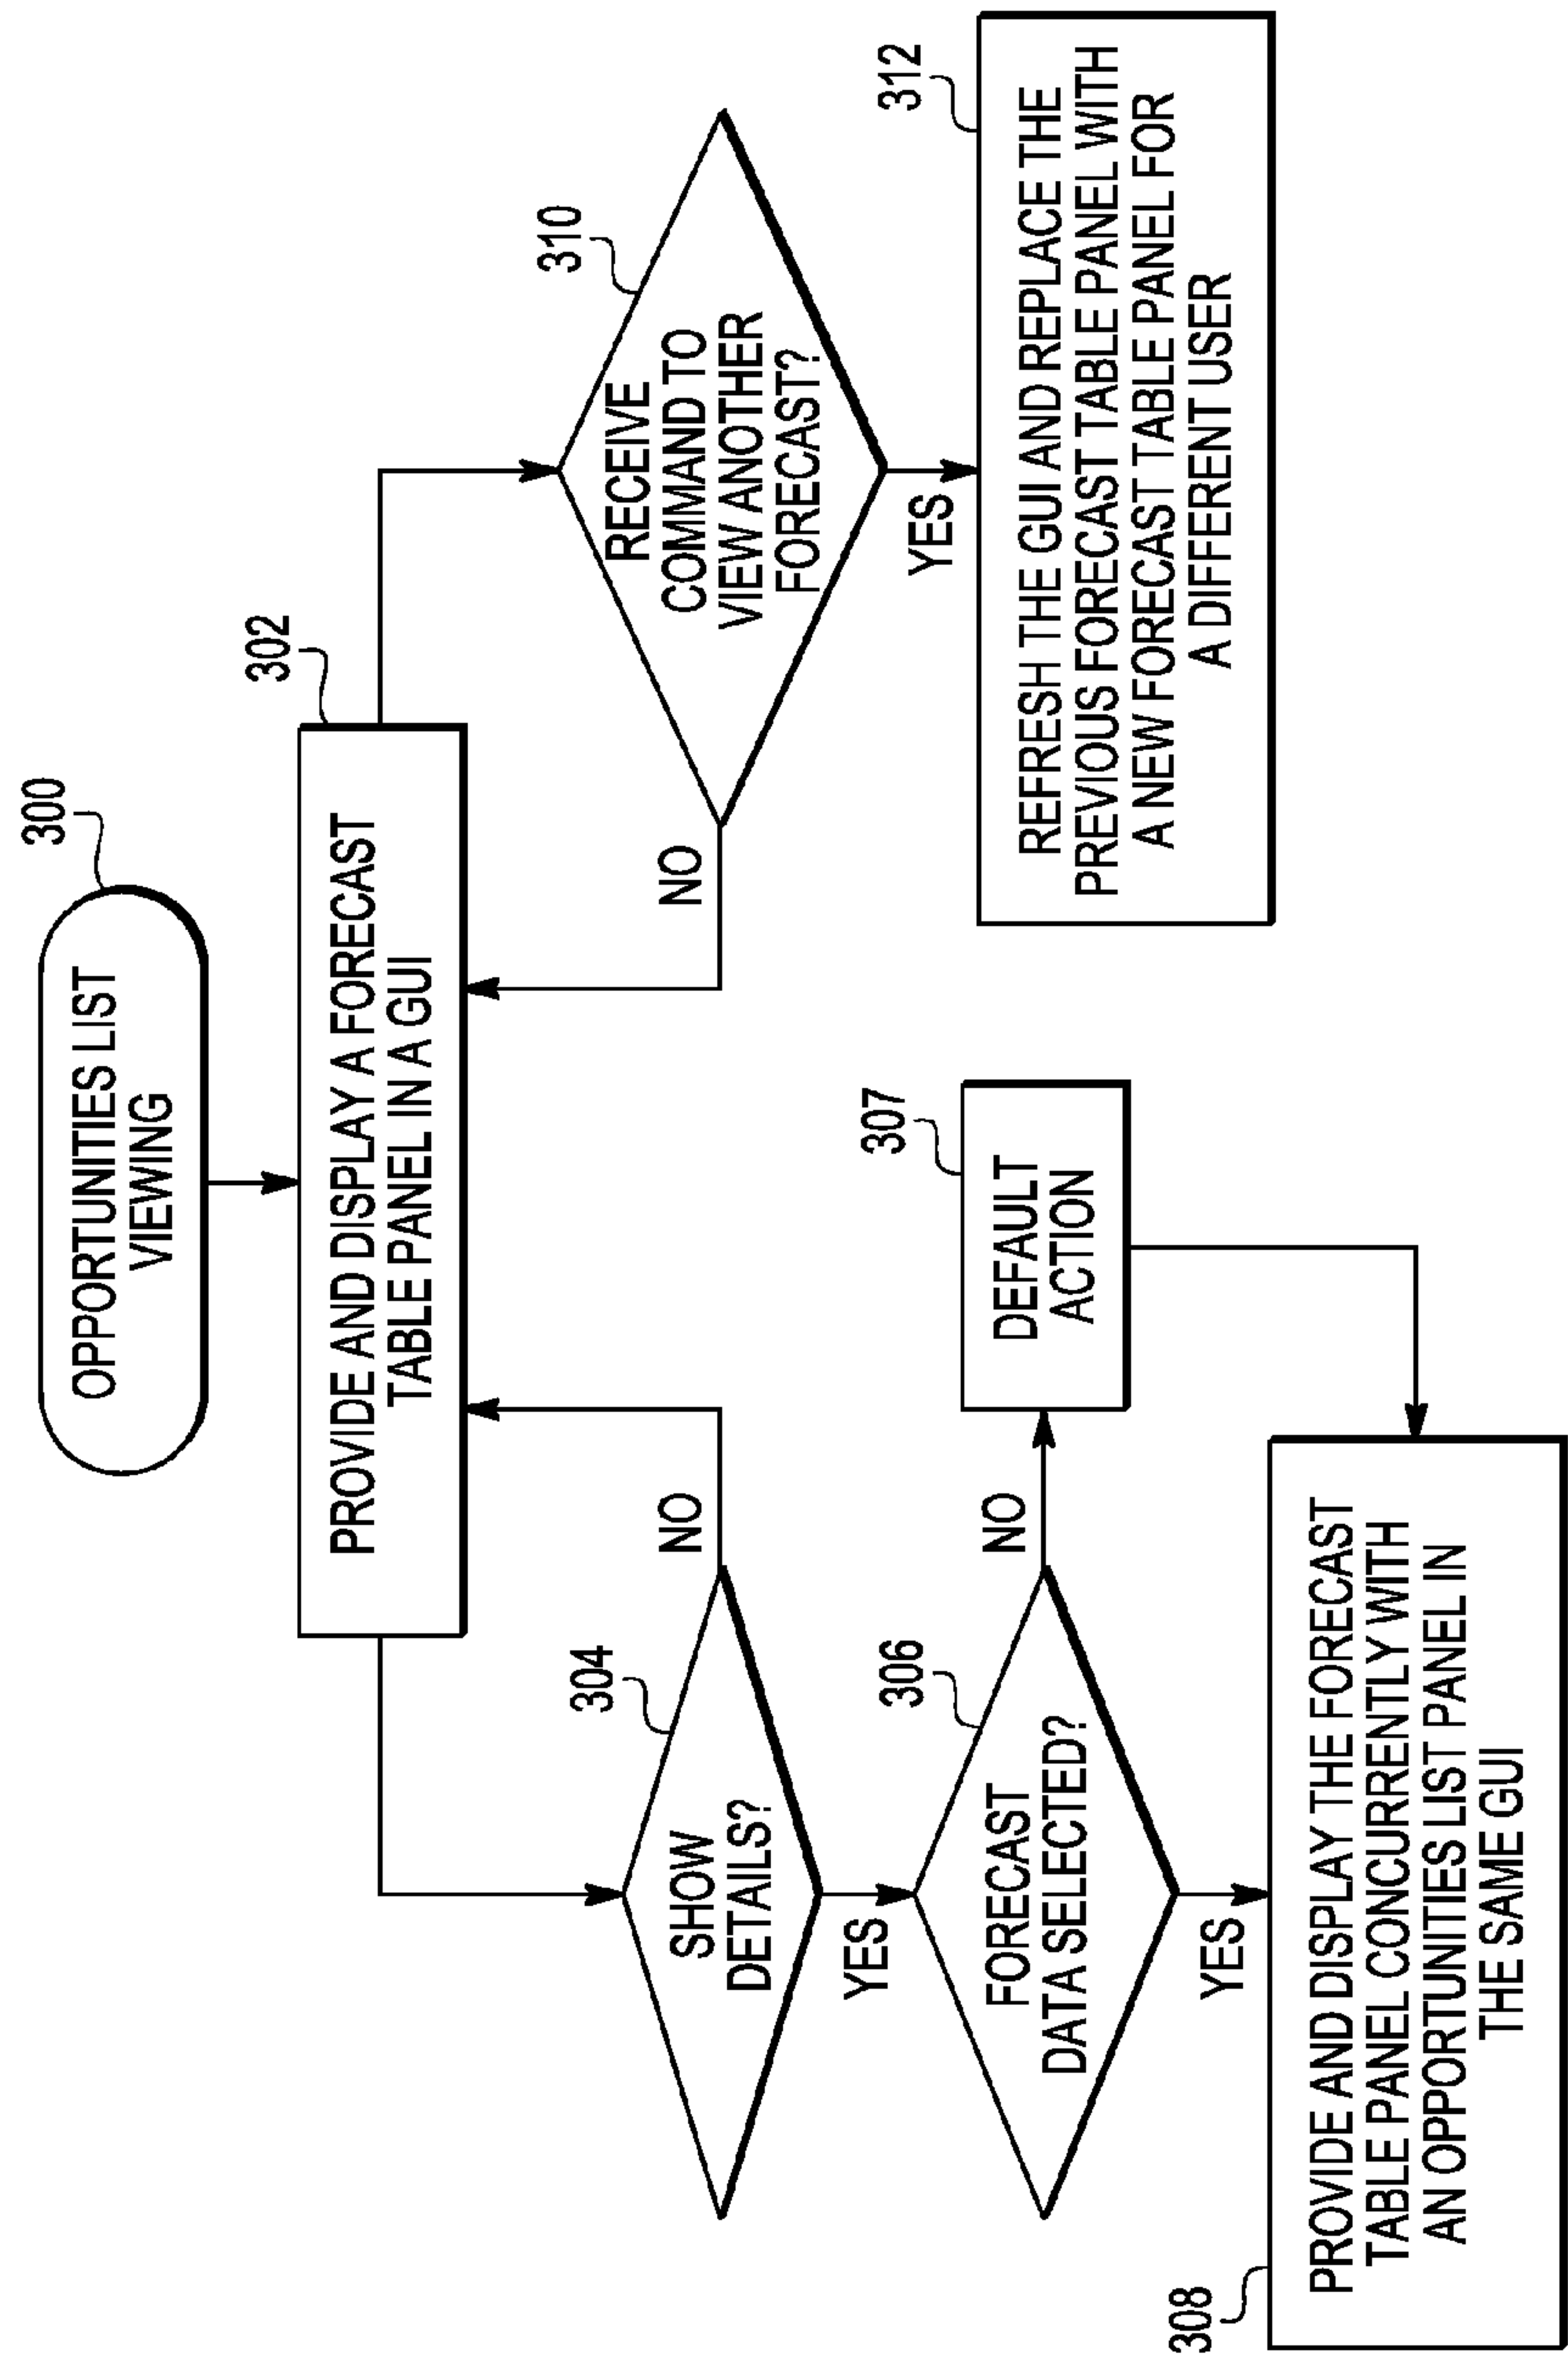 300
OPPORTUNITIES LIST
VIEWING
302
PROVIDE AND DISPLAY A FORECAST
TABLE PANEL IN A GUI
304
SHOW
DETAILS?
NO
YES
306
FORECAST
DATA SELECTED?
NO
YES
307
DEFAULT
ACTION
308
PROVIDE AND DISPLAY THE FORECAST
TABLE PANEL CONCURRENTLY WITH
AN OPPORTUNITIES LIST PANEL IN
THE SAME GUI
310
RECEIVE
COMMAND TO
VIEW ANOTHER
FORECAST?
NO
YES
312
REFRESH THE GUI AND REPLACE THE
PREVIOUS FORECAST TABLE PANEL WITH
A NEW FORECAST TABLE PANEL FOR
A DIFFERENT USER